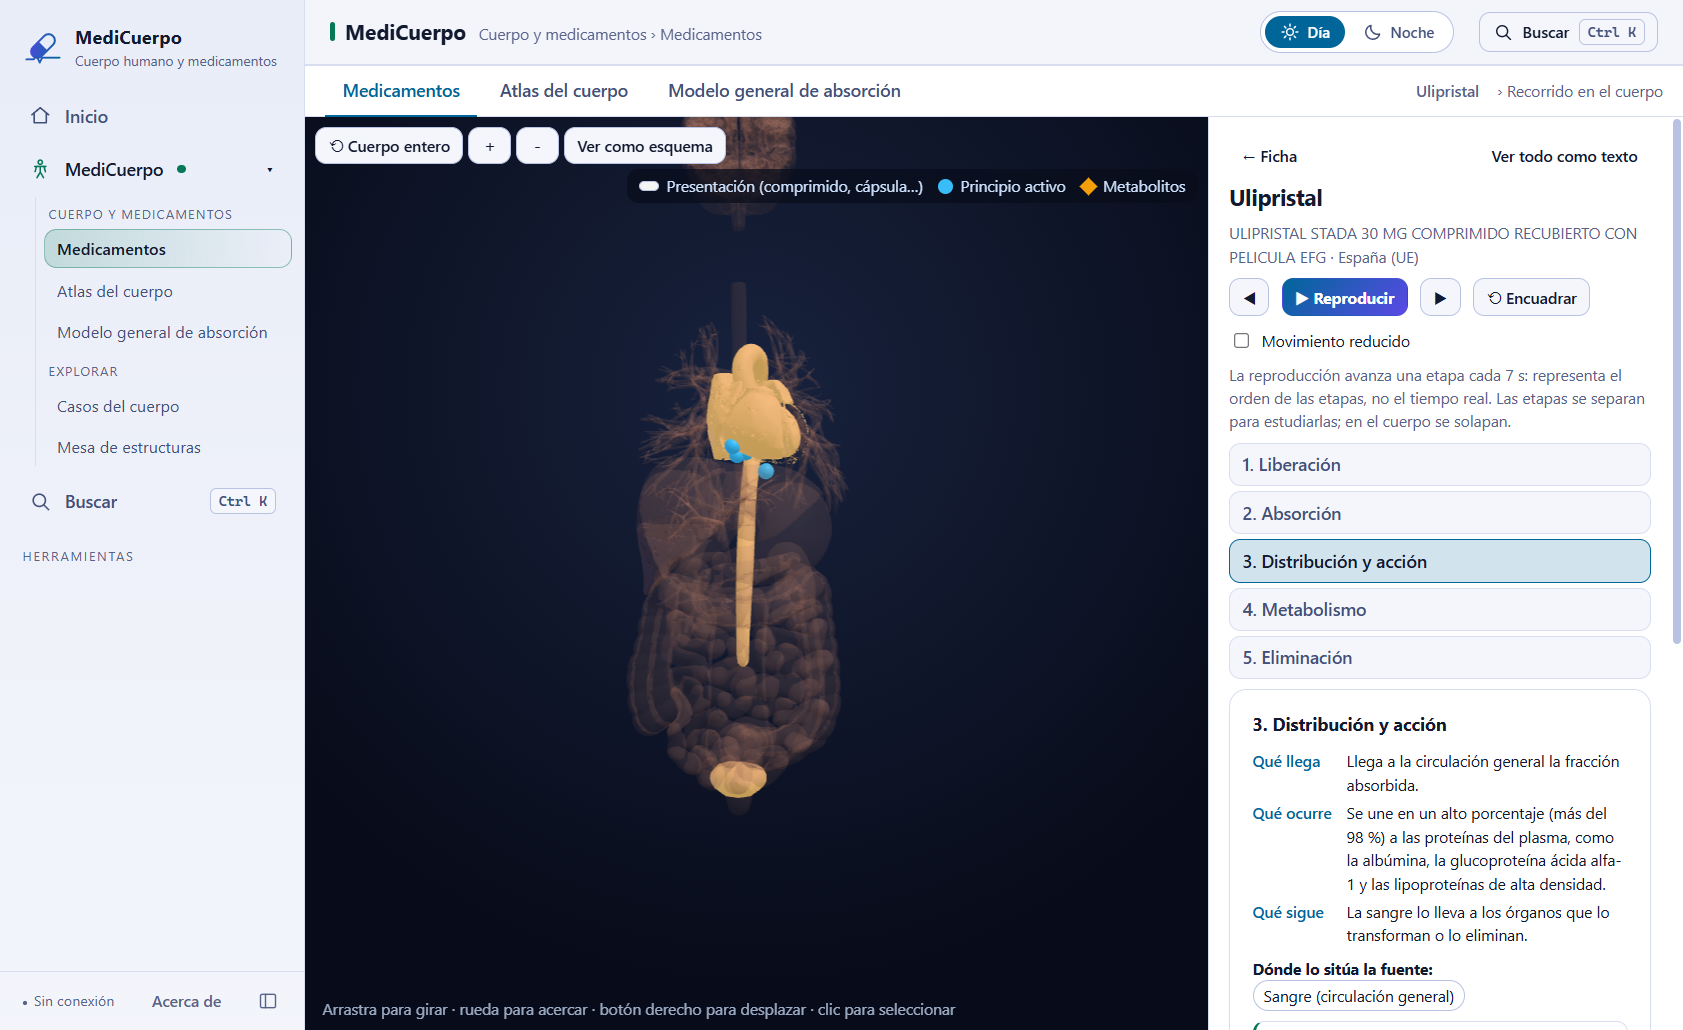 MediCuerpo
Cuerpo humano y medicamentos
Inicio
MediCuerpo
CUERPO Y MEDICAMENTOS
Medicamentos
Atlas del cuerpo
Modelo general de absorción
EXPLORAR
Casos del cuerpo
Mesa de estructuras
Buscar Ctrl K
HERRAMIENTAS
Sin conexión Acerca de
MediCuerpo Cuerpo y medicamentos › Medicamentos
Día Noche
Buscar Ctrl K
Medicamentos Atlas del cuerpo Modelo general de absorción
Ulipristal › Recorrido en el cuerpo
Cuerpo entero + - Ver como esquema
Presentación (comprimido, cápsula...) Principio activo Metabolitos
Arrastra para girar · rueda para acercar · botón derecho para desplazar · clic para seleccionar
← Ficha Ver todo como texto
Ulipristal
ULIPRISTAL STADA 30 MG COMPRIMIDO RECUBIERTO CON
PELICULA EFG · España (UE)
◀ ▶ Reproducir ▶ Encuadrar
Movimiento reducido
La reproducción avanza una etapa cada 7 s: representa el
orden de las etapas, no el tiempo real. Las etapas se separan
para estudiarlas; en el cuerpo se solapan.
1. Liberación
2. Absorción
3. Distribución y acción
4. Metabolismo
5. Eliminación
3. Distribución y acción
Qué llega Llega a la circulación general la fracción
absorbida.
Qué ocurre Se une en un alto porcentaje (más del
98 %) a las proteínas del plasma, como
la albúmina, la glucoproteína ácida alfa-
1 y las lipoproteínas de alta densidad.
Qué sigue La sangre lo lleva a los órganos que lo
transforman o lo eliminan.
Dónde lo sitúa la fuente:
Sangre (circulación general)